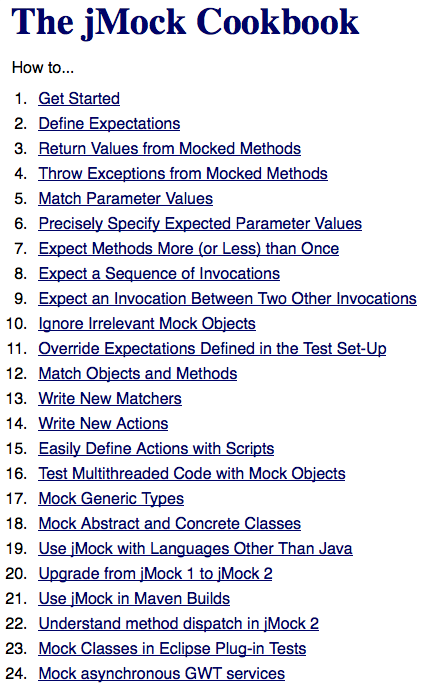 The jMock Cookbook
How to...
1. Get Started
2. Define Expectations
3. Return Values from Mocked Methods
4. Throw Exceptions from Mocked Methods
5. Match Parameter Values
6. Precisely Specify Expected Parameter Values
7. Expect Methods More (or Less) than Once
8. Expect a Sequence of Invocations
9. Expect an Invocation Between Two Other Invocations
10. Ignore Irrelevant Mock Objects
11. Override Expectations Defined in the Test Set-Up
12. Match Objects and Methods
13. Write New Matchers
14. Write New Actions
15. Easily Define Actions with Scripts
16. Test Multithreaded Code with Mock Objects
17. Mock Generic Types
18. Mock Abstract and Concrete Classes
19. Use jMock with Languages Other Than Java
20. Upgrade from jMock 1 to jMock 2
21. Use jMock in Maven Builds
22. Understand method dispatch in jMock 2
23. Mock Classes in Eclipse Plug-in Tests
24. Mock asynchronous GWT services